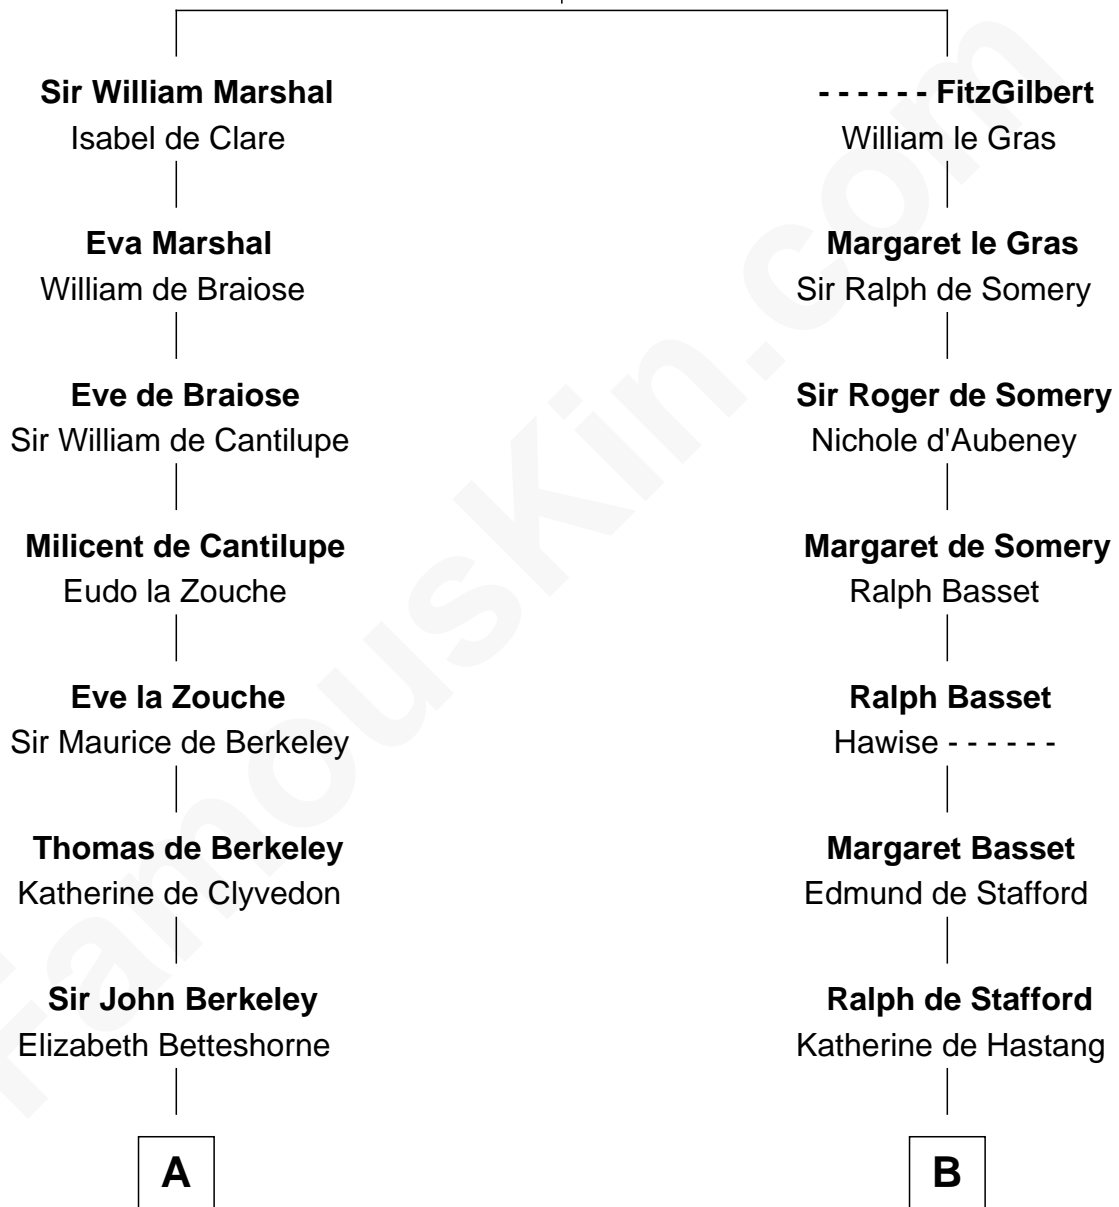 Sir William Marshal
Isabel de Clare
Eva Marshal
William de Braiose
Eve de Braiose
Sir William de Cantilupe
Milicent de Cantilupe
Eudo la Zouche
Eve la Zouche
Sir Maurice de Berkeley
Thomas de Berkeley
Katherine de Clyvedon
Sir John Berkeley
Elizabeth Betteshorne
A
- - - - - - FitzGilbert
William le Gras
Margaret le Gras
Sir Ralph de Somery
Sir Roger de Somery
Nichole d'Aubeney
Margaret de Somery
Ralph Basset
Ralph Basset
Hawise - - - - - -
Margaret Basset
Edmund de Stafford
Ralph de Stafford
Katherine de Hastang
B
FamousKin.com